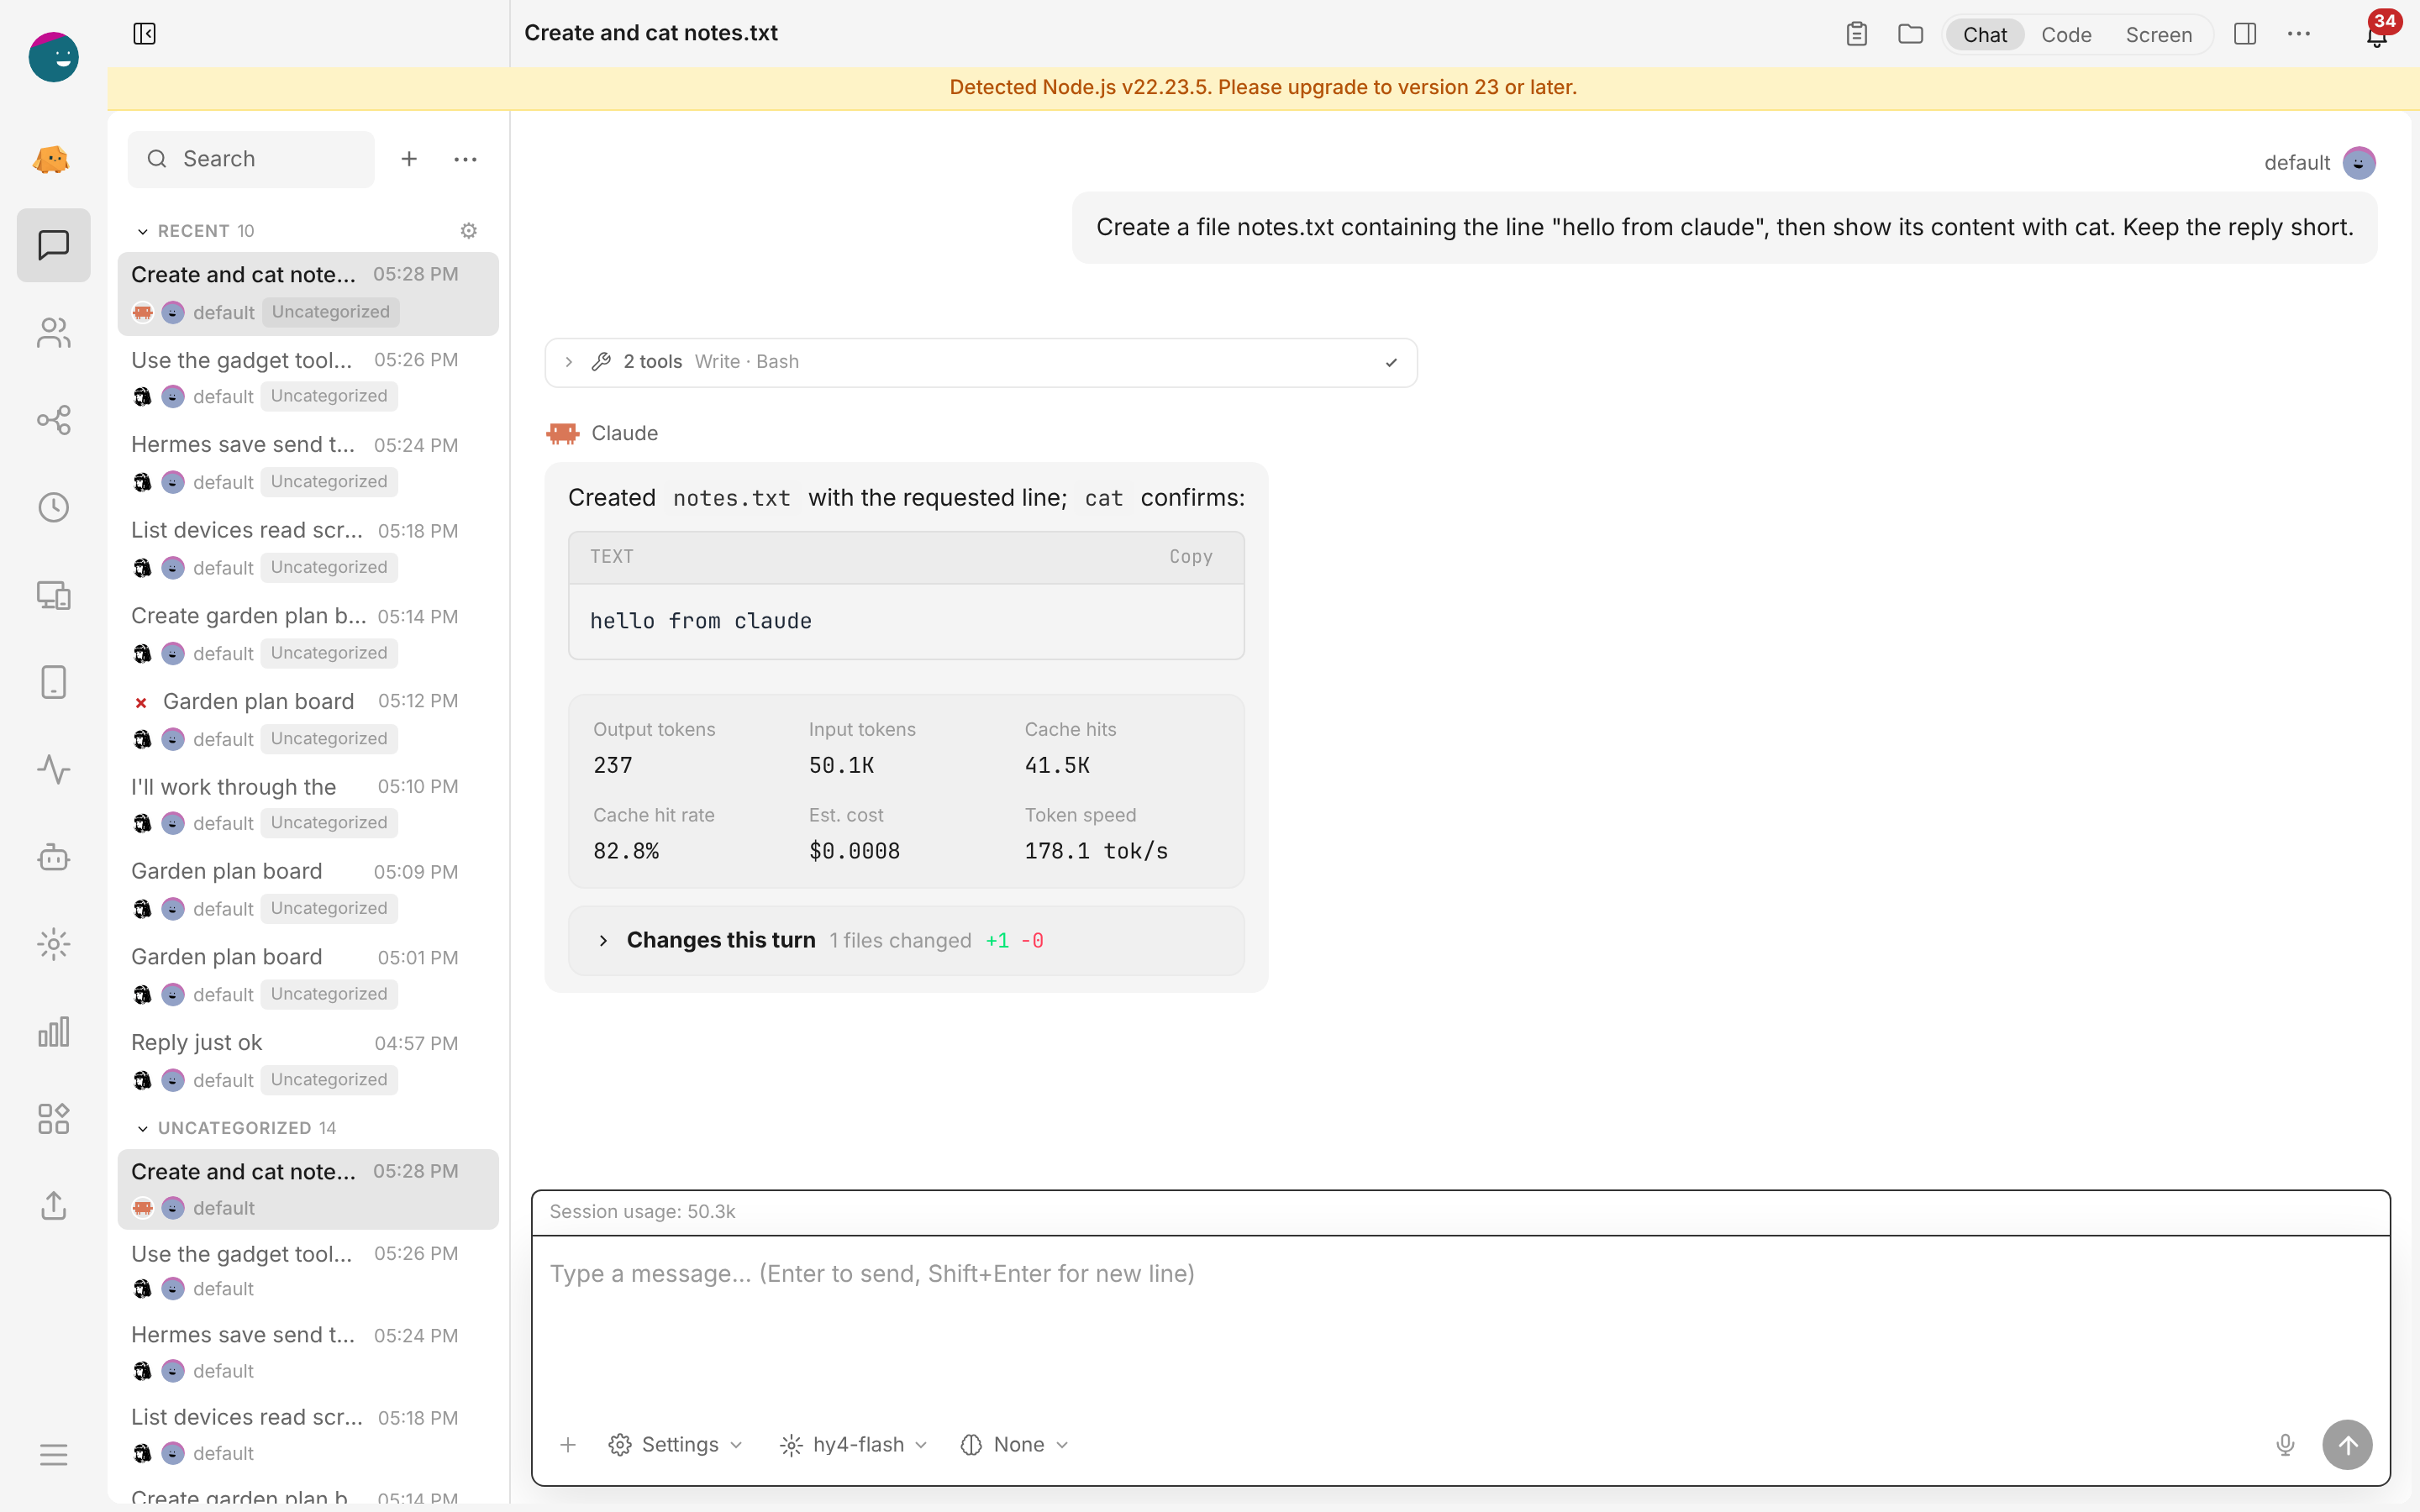 Create and cat notes.txt
Chat
Code
Screen
34
Detected Node.js v22.23.5. Please upgrade to version 23 or later.
Search
RECENT 10
Create and cat note... 05:28 PM
default Uncategorized
Use the gadget tool... 05:26 PM
default Uncategorized
Hermes save send t... 05:24 PM
default Uncategorized
List devices read scr... 05:18 PM
default Uncategorized
Create garden plan b... 05:14 PM
default Uncategorized
Garden plan board 05:12 PM
default Uncategorized
I'll work through the 05:10 PM
default Uncategorized
Garden plan board 05:09 PM
default Uncategorized
Garden plan board 05:01 PM
default Uncategorized
Reply just ok 04:57 PM
default Uncategorized
UNCATEGORIZED 14
Create and cat note... 05:28 PM
default
Use the gadget tool... 05:26 PM
default
Hermes save send t... 05:24 PM
default
List devices read scr... 05:18 PM
default
Create garden plan b... 05:14 PM
default
Create a file notes.txt containing the line "hello from claude", then show its content with cat. Keep the reply short.
2 tools Write · Bash
Claude
Created notes.txt with the requested line; cat confirms:
TEXT Copy
hello from claude
Output tokens Input tokens Cache hits
237 50.1K 41.5K
Cache hit rate Est. cost Token speed
82.8% $0.0008 178.1 tok/s
Changes this turn 1 files changed +1 -0
Session usage: 50.3k
Type a message... (Enter to send, Shift+Enter for new line)
Settings hy4-flash None